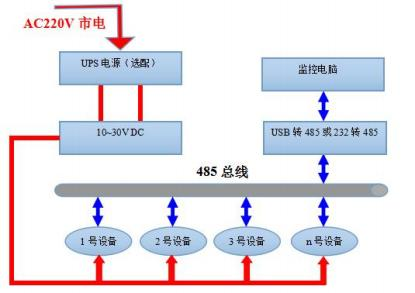 AC220V 市电
UPS 电源（选配）
监控电脑
10~30V DC
USB 转 485 或 232 转 485
485 总线
1 号设备
2 号设备
3 号设备
n 号设备